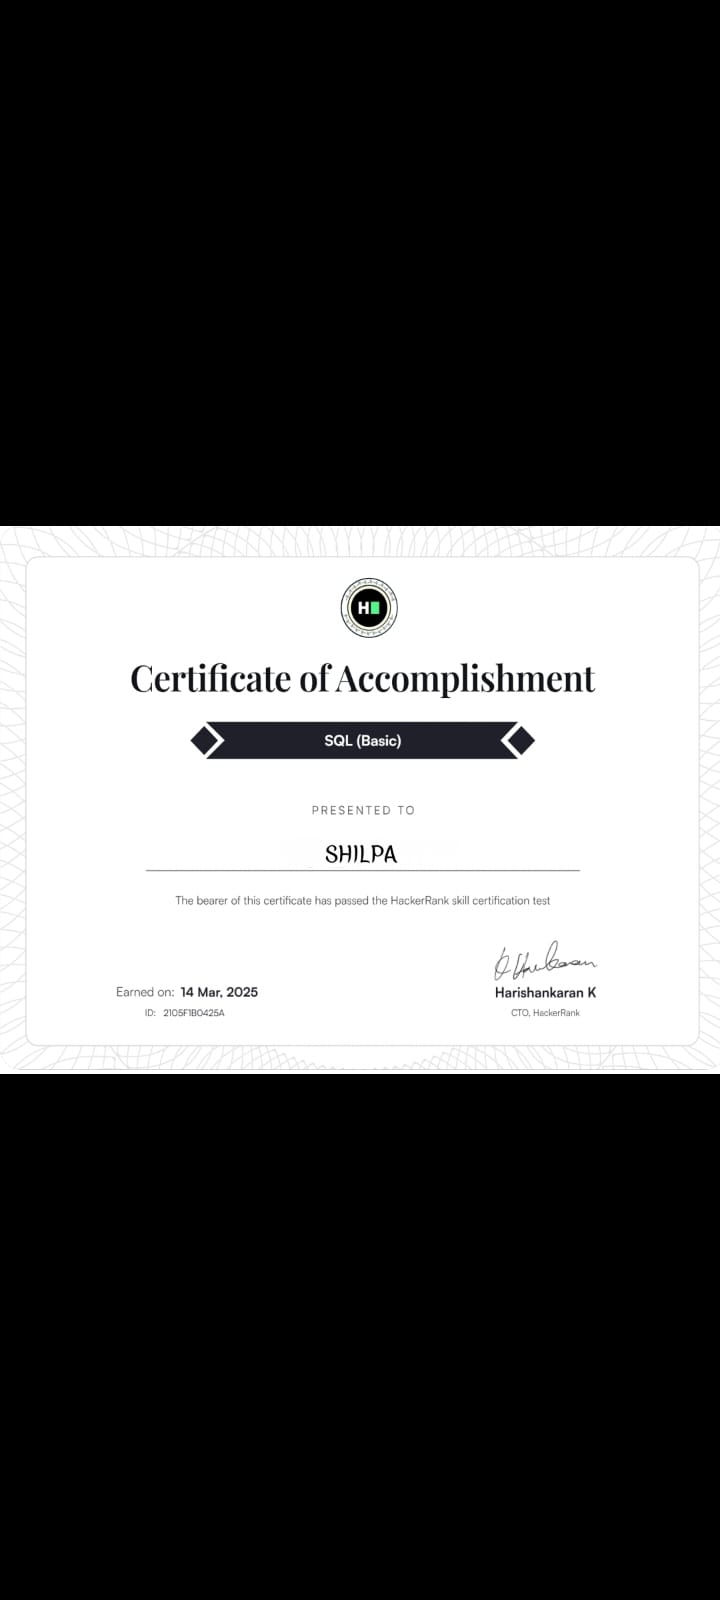 H
Certificate of Accomplishment
SQL (Basic)
PRESENTED TO
SHILPA
The bearer of this certificate has passed the HackerRank skill certification test
Earned on: 14 Mar, 2025
ID: 2105F1B0425A
Harishankaran K
CTO, HackerRank